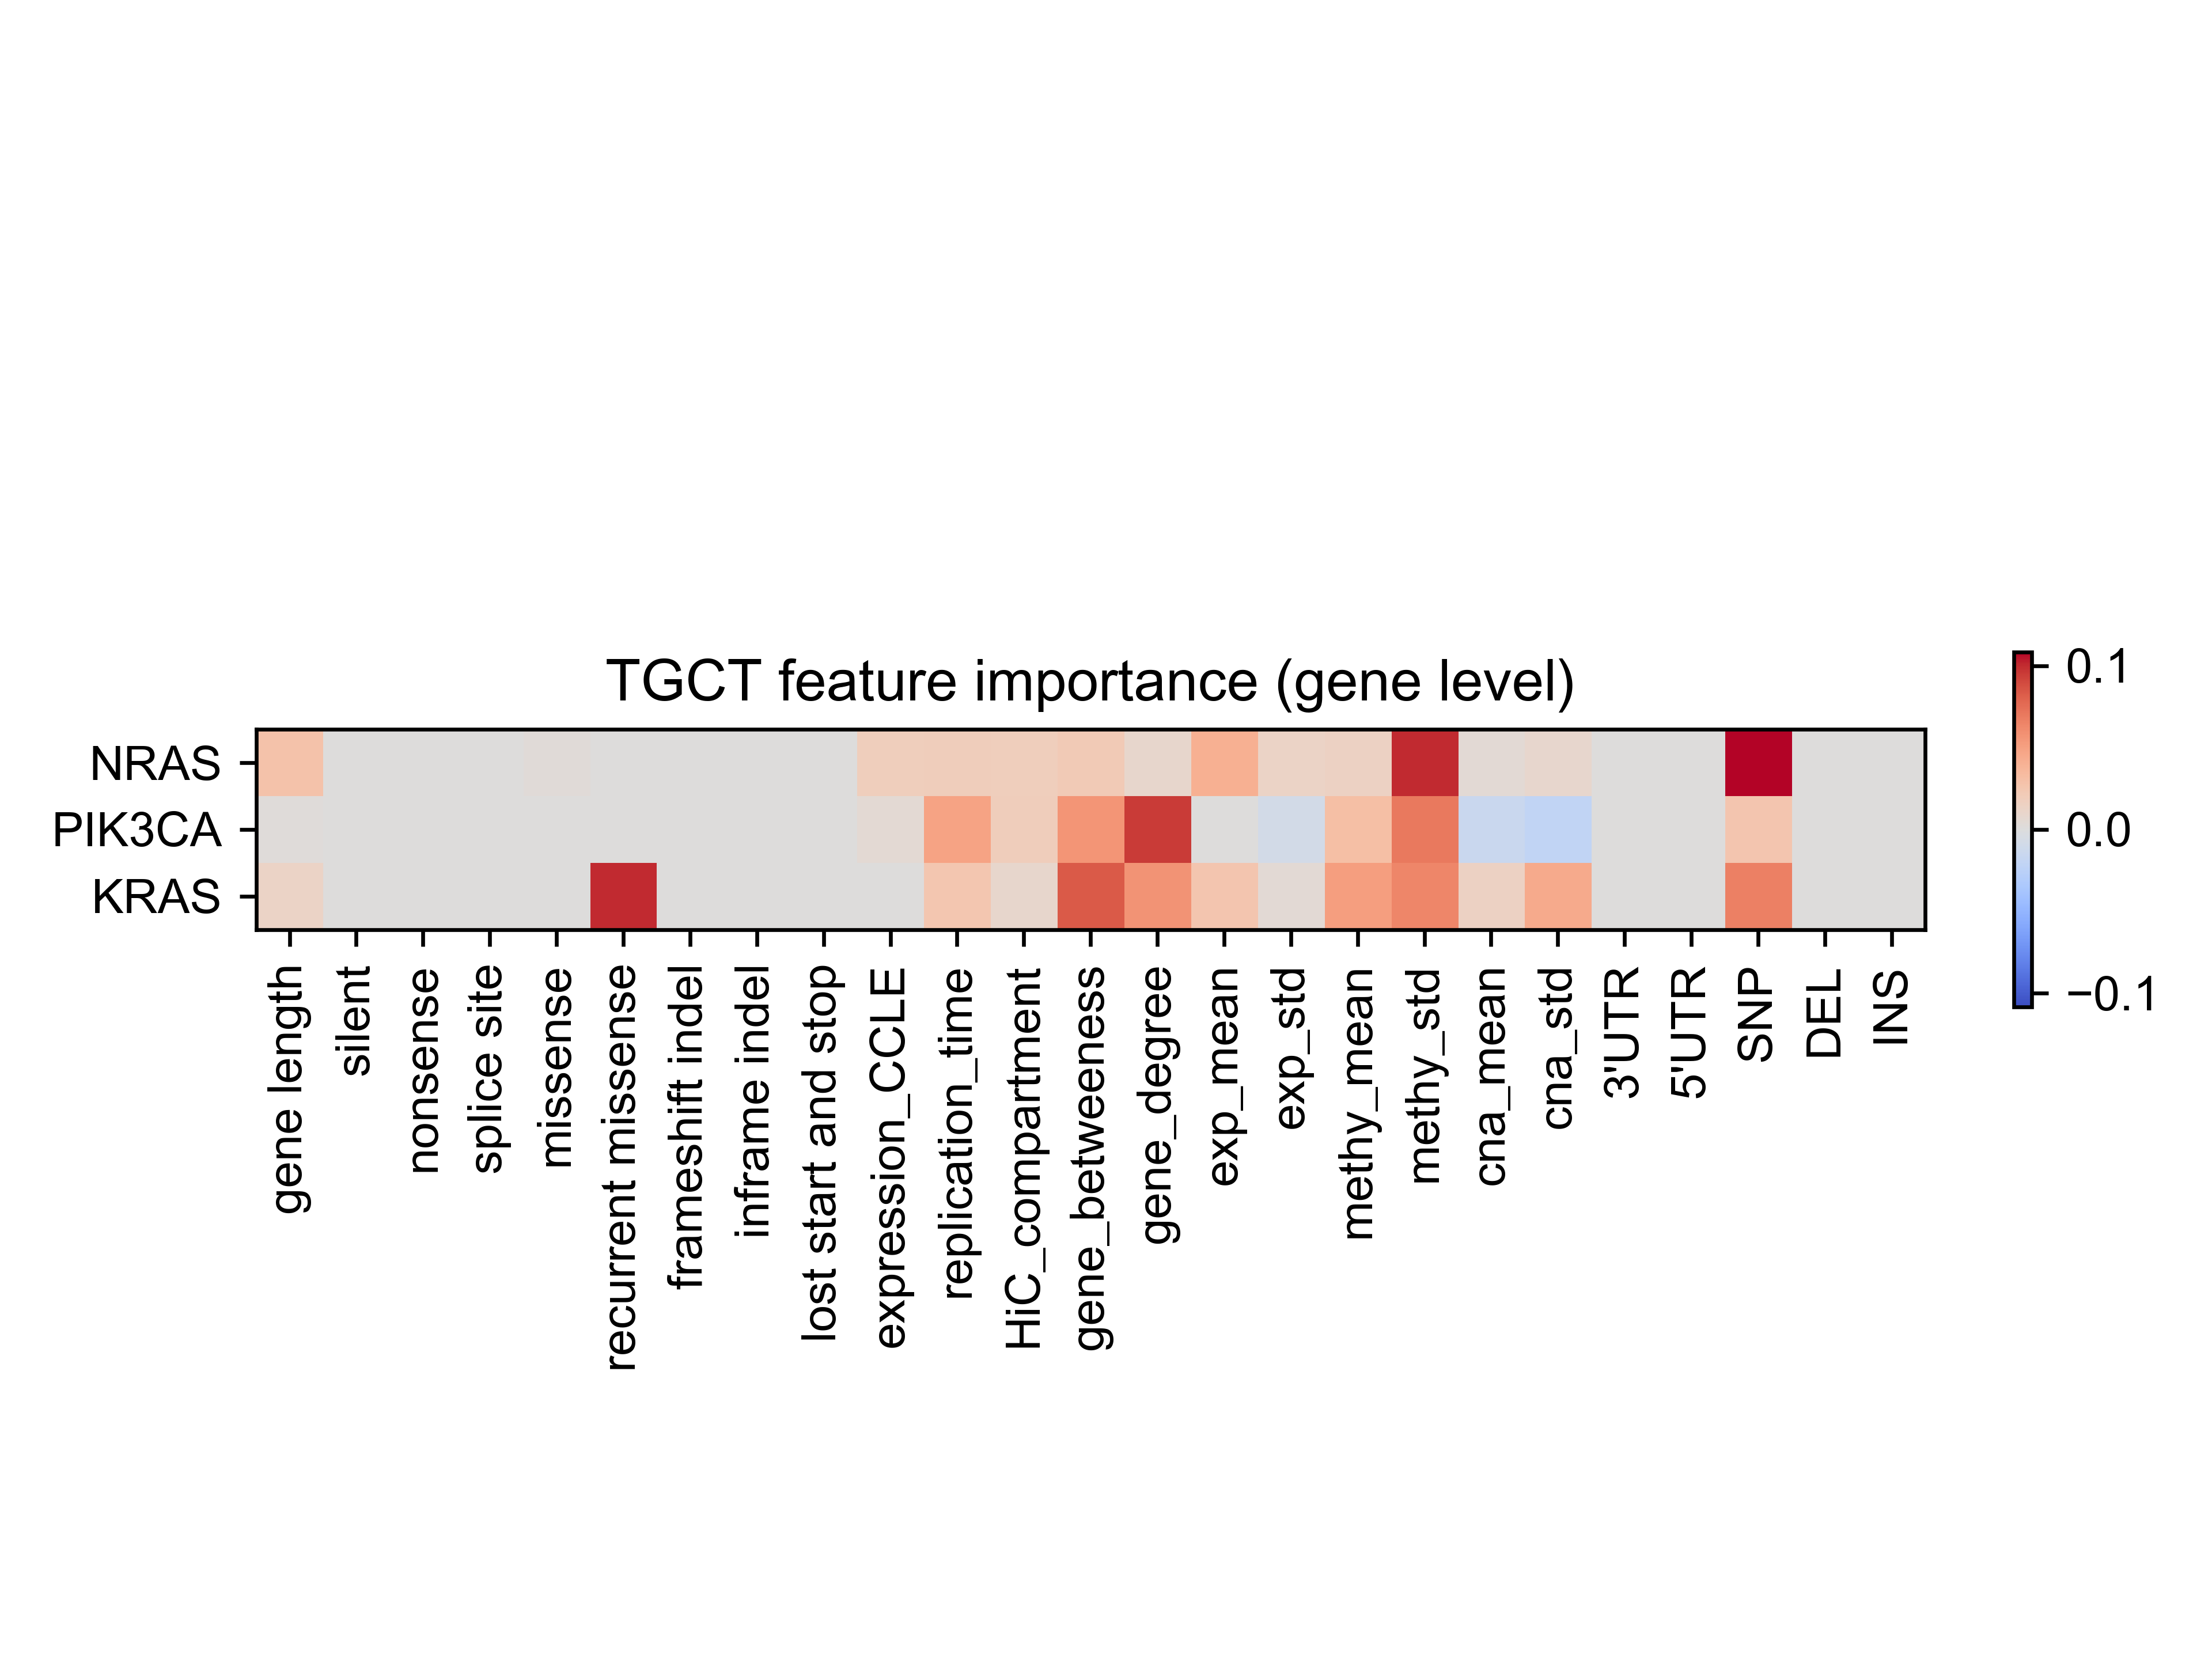 TGCT feature importance (gene level)
NRAS
PIK3CA
KRAS
gene length
silent
nonsense
splice site
missense
recurrent missense
frameshift indel
inframe indel
lost start and stop
expression_CCLE
replication_time
HiC_compartment
gene_betweeness
gene_degree
exp_mean
exp_std
methy_mean
methy_std
cna_mean
cna_std
3'UTR
5'UTR
SNP
DEL
INS
0.1
0.0
−0.1